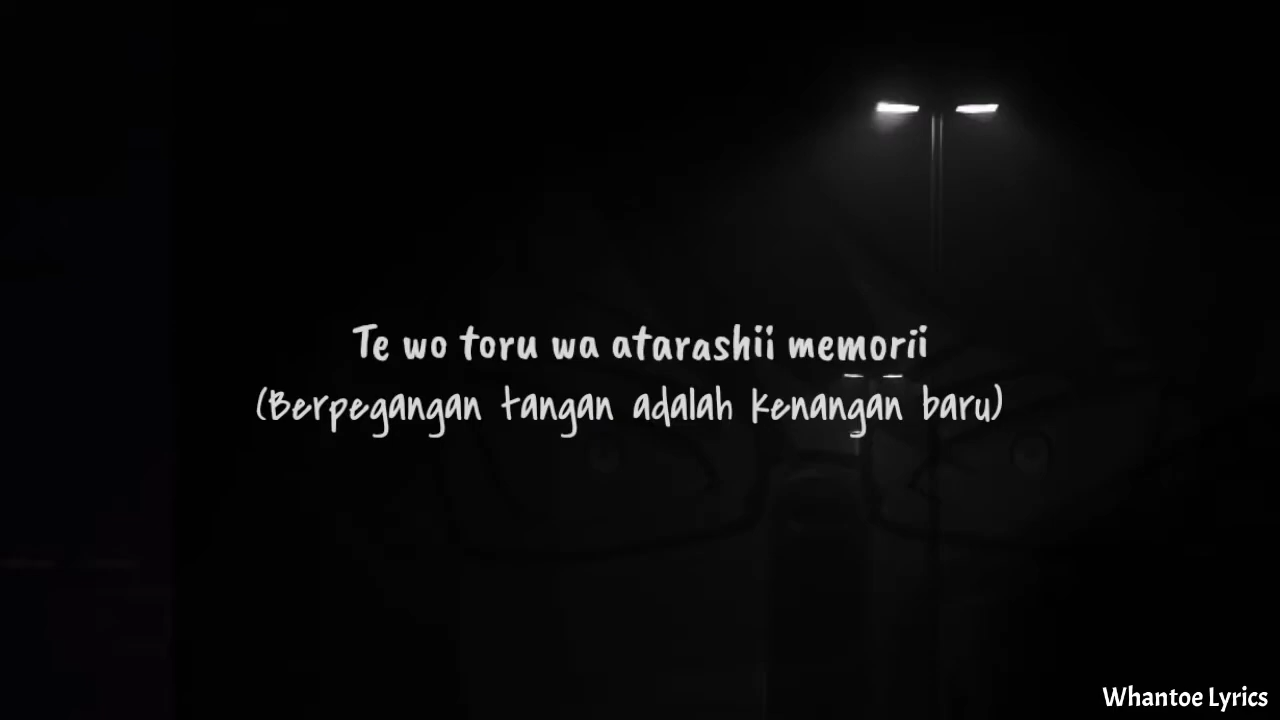 Te wo toru wa atarashii memorii
(Berpegangan tangan adalah kenangan baru)
Whantoe Lyrics